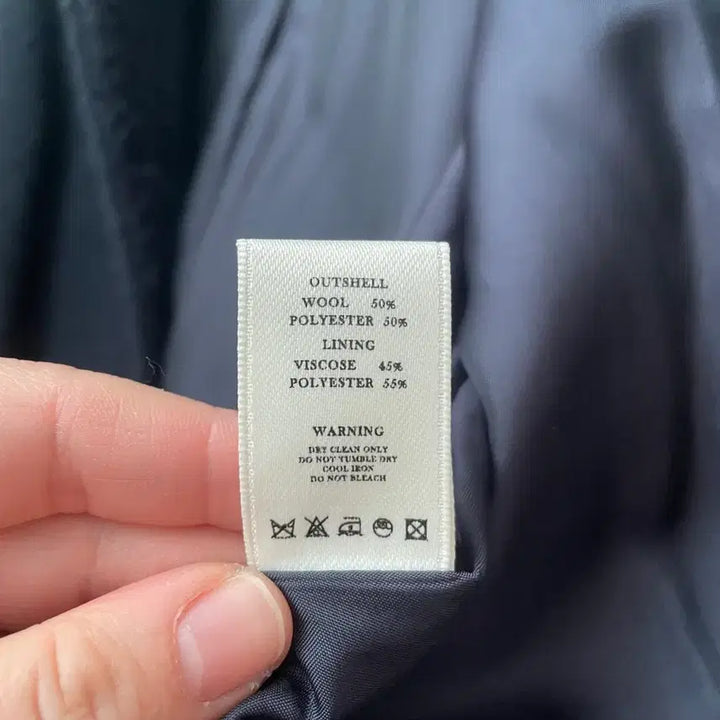 OUTSHELL
WOOL 50%
POLYESTER 50%
LINING
VISCOSE 45%
POLYESTER 55%
WARNING
DRY CLEAN ONLY
DO NOT TUMBLE DRY
COOL IRON
DO NOT BLEACH